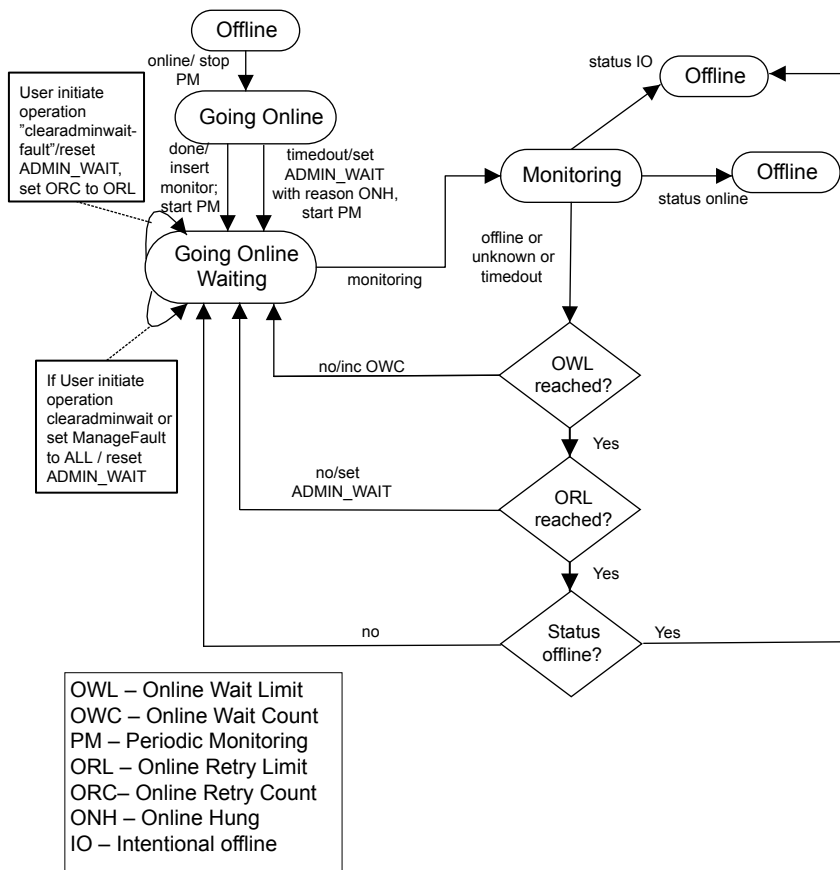 Offline
online/ stop
PM
Going Online
User initiate
operation
"clearadminwait-
fault"/reset
ADMIN_WAIT,
set ORC to ORL
done/
insert
monitor;
start PM
timedout/set
ADMIN_WAIT
with reason ONH,
start PM
Going Online
Waiting
monitoring
If User initiate
operation
clearadminwait or
set ManageFault
to ALL / reset
ADMIN_WAIT
status IO
Offline
Monitoring
Offline
status online
offline or
unknown or
timedout
OWL
reached?
no/inc OWC
Yes
ORL
reached?
no/set
ADMIN_WAIT
Yes
Status
offline?
no
Yes
OWL – Online Wait Limit
OWC – Online Wait Count
PM – Periodic Monitoring
ORL – Online Retry Limit
ORC– Online Retry Count
ONH – Online Hung
IO – Intentional offline